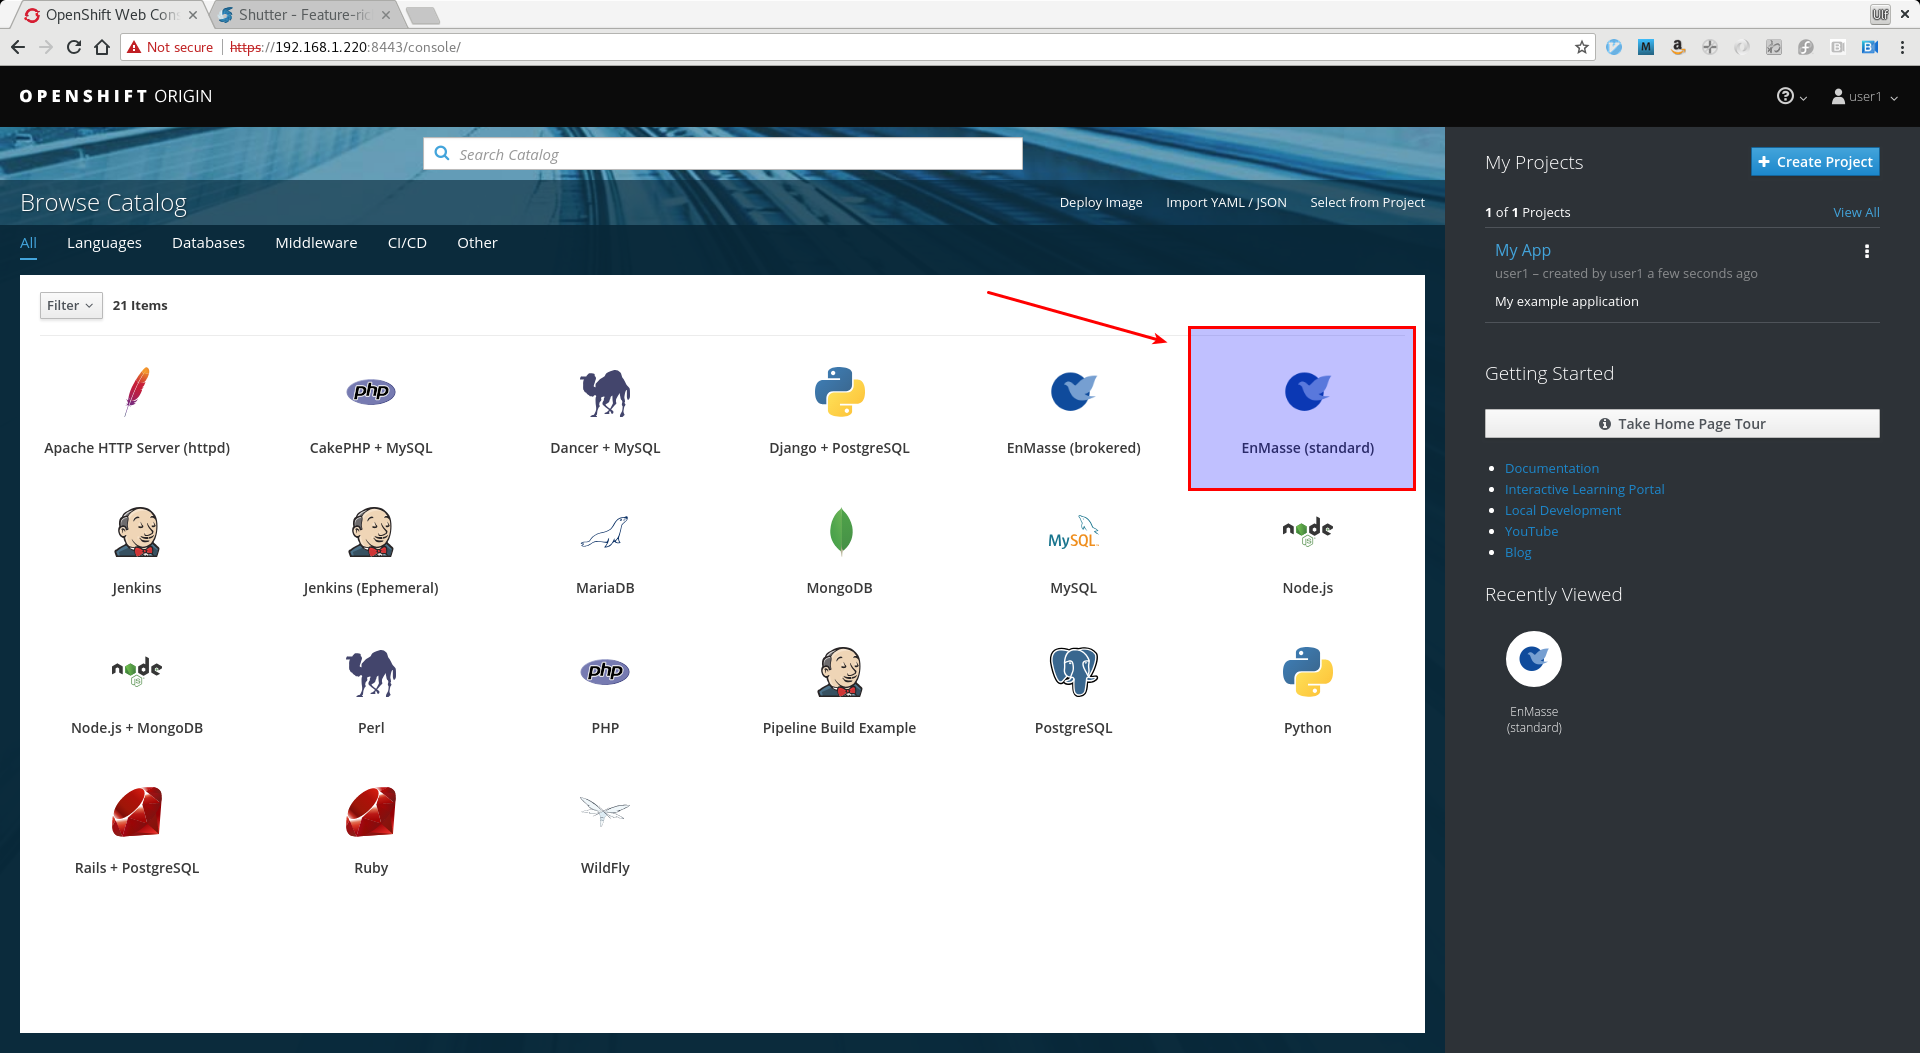 OpenShift Web Con
Shutter - Feature-ric
Ulf
Not secure
https://192.168.1.220:8443/console/
OPENSHIFT ORIGIN
user1
Search Catalog
Browse Catalog
Deploy Image
Import YAML / JSON
Select from Project
All
Languages
Databases
Middleware
CI/CD
Other
Filter
21 Items
Apache HTTP Server (httpd)
php
CakePHP + MySQL
Dancer + MySQL
Django + PostgreSQL
EnMasse (brokered)
EnMasse (standard)
Jenkins
Jenkins (Ephemeral)
MariaDB
MongoDB
MySQL
MySQL
node
JS
Node.js
node
JS
Node.js + MongoDB
Perl
php
PHP
Pipeline Build Example
PostgreSQL
Python
Rails + PostgreSQL
Ruby
WildFly
My Projects
Create Project
1 of 1 Projects
View All
My App
user1 – created by user1 a few seconds ago
My example application
Getting Started
Take Home Page Tour
Documentation
Interactive Learning Portal
Local Development
YouTube
Blog
Recently Viewed
EnMasse
(standard)